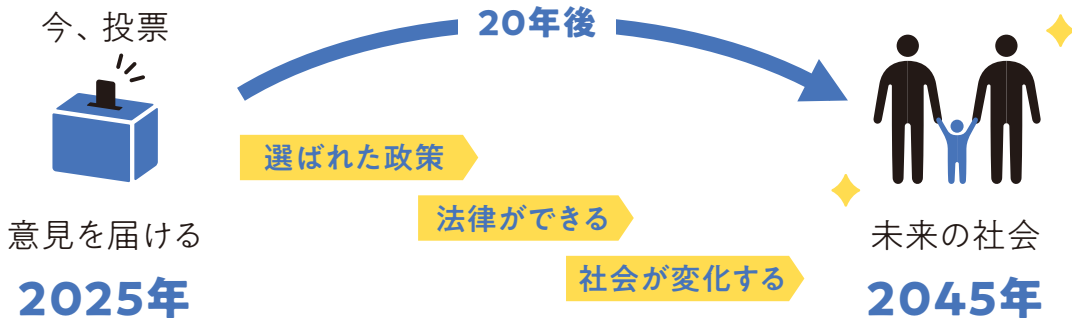 今、投票
意見を届ける
2025年
20年後
選ばれた政策
法律ができる
社会が変化する
未来の社会
2045年